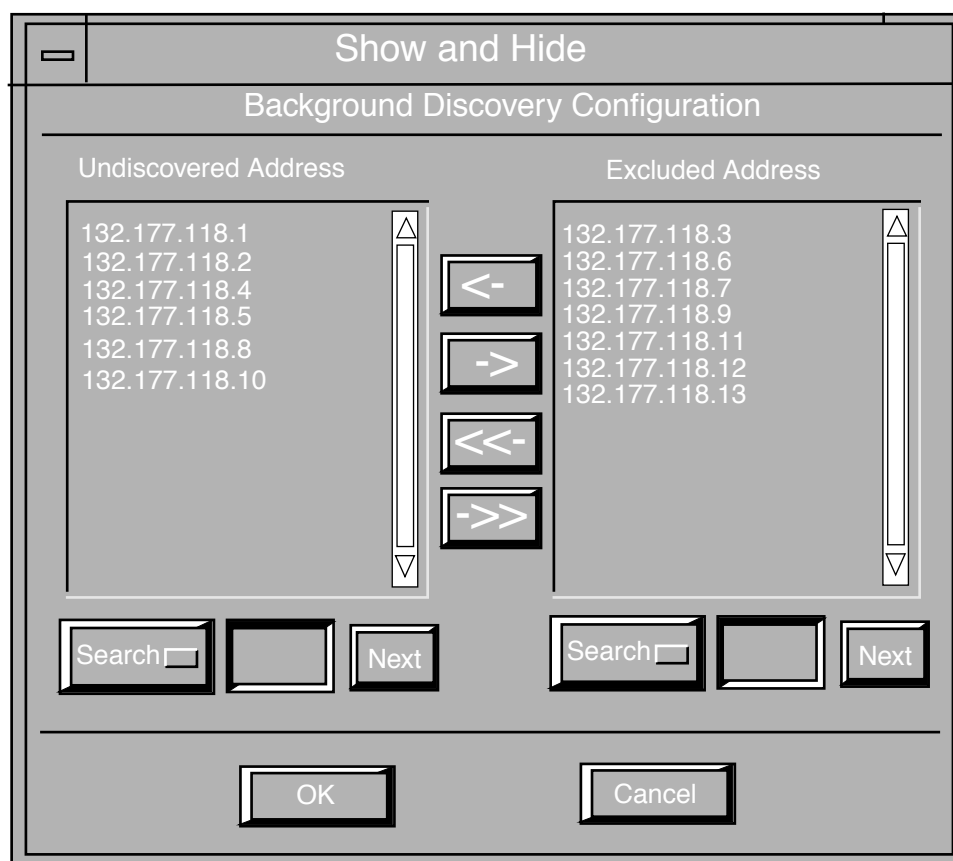 Show and Hide
Background Discovery Configuration
Undiscovered Address
132.177.118.1
132.177.118.2
132.177.118.4
132.177.118.5
132.177.118.8
132.177.118.10
<-
->
<<-
->>
Excluded Address
132.177.118.3
132.177.118.6
132.177.118.7
132.177.118.9
132.177.118.11
132.177.118.12
132.177.118.13
Search
Next
Search
Next
OK
Cancel